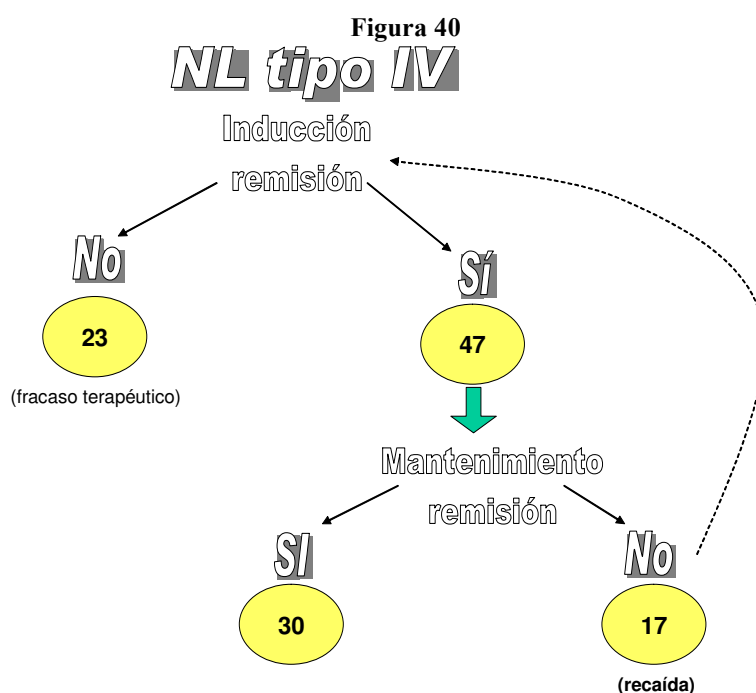 Figura 40
NL tipo IV
Inducción
remisión
No
Sí
23
47
(fracaso terapéutico)
Mantenimiento
remisión
SI
No
30
17
(recaída)